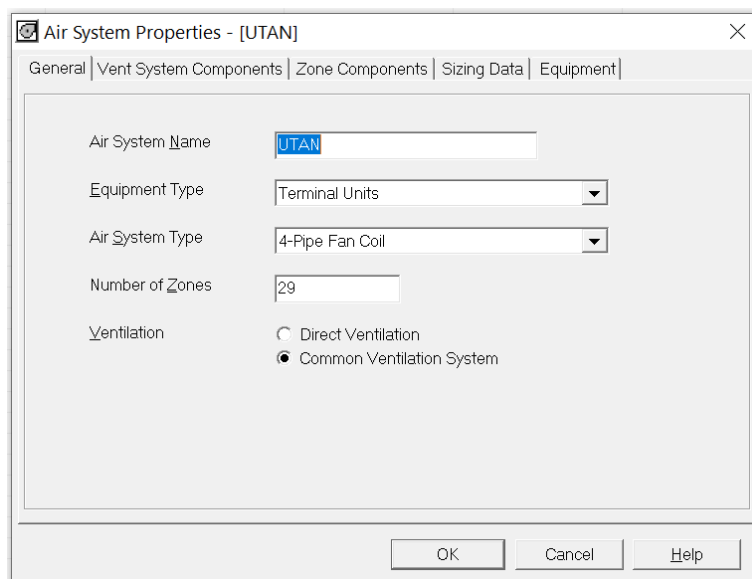 Air System Properties - [UTAN]
General Vent System Components Zone Components Sizing Data Equipment
Air System Name UTAN
Equipment Type Terminal Units
Air System Type 4-Pipe Fan Coil
Number of Zones 29
Ventilation Direct Ventilation
Common Ventilation System
OK Cancel Help